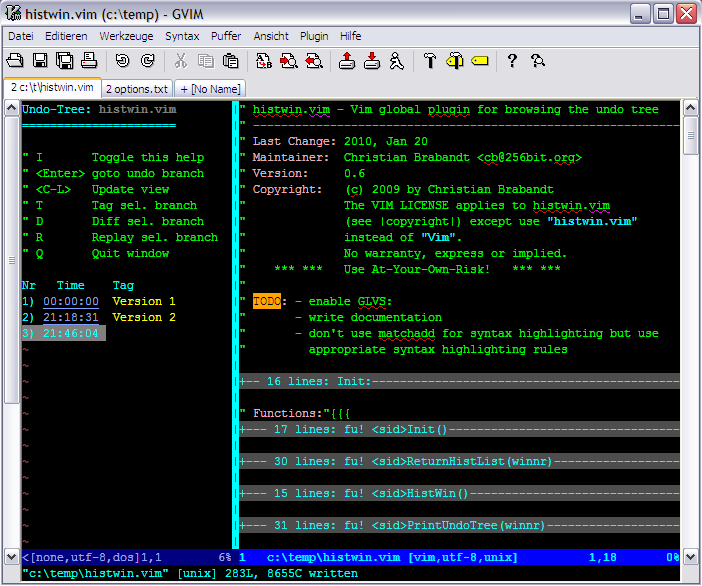 histwin.vim (c:\temp) - GVIM
Datei Editieren Werkzeuge Syntax Puffer Ansicht Plugin Hilfe
2 c:\t\histwin.vim 2 options.txt + [No Name]
Undo-Tree: histwin.vim
======================
" I Toggle this help
" <Enter> goto undo branch
" <C-L> Update view
" T Tag sel. branch
" D Diff sel. branch
" R Replay sel. branch
" Q Quit window
Nr Time Tag
1) 00:00:00 Version 1
2) 21:18:31 Version 2
3) 21:46:04
~
~
~
~
~
~
~
~
~
~
~
~
~
<[none,utf-8,dos]1,1 6%
" histwin.vim - Vim global plugin for browsing the undo tree
" -------------------------------------------------------------
" Last Change: 2010, Jan 20
" Maintainer: Christian Brabandt <cb@256bit.org>
" Version: 0.6
" Copyright: (c) 2009 by Christian Brabandt
" The VIM LICENSE applies to histwin.vim
" (see |copyright|) except use "histwin.vim"
" instead of "Vim".
" No warranty, express or implied.
" *** *** Use At-Your-Own-Risk! *** ***
"
" TODO: - enable GLVS:
" - write documentation
" - don't use matchadd for syntax highlighting but use
" appropriate syntax highlighting rules
+-- 16 lines: Init:--------------------------------------------
" Functions:"{{{
+--- 17 lines: fu! <sid>Init()---------------------------------
+--- 30 lines: fu! <sid>ReturnHistList(winnr)------------------
+--- 15 lines: fu! <sid>HistWin()------------------------------
+--- 31 lines: fu! <sid>PrintUndoTree(winnr)-------------------
1 c:\temp\histwin.vim [vim,utf-8,unix] 1,18 0%
"c:\temp\histwin.vim" [unix] 283L, 8655C written